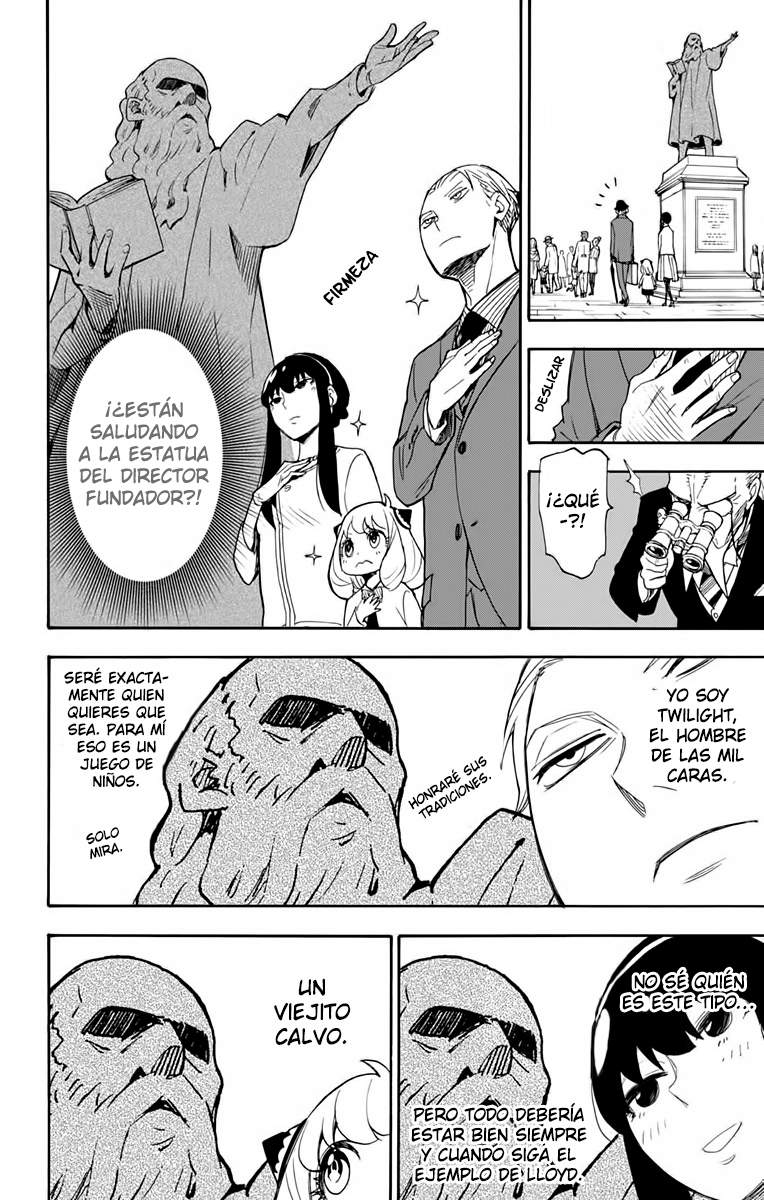 DESLIZAR
¡¿QUÉ
-?!
FIRMEZA
¡¿ESTÁN
SALUDANDO
A LA ESTATUA
DEL DIRECTOR
FUNDADOR?!
YO SOY
TWILIGHT,
EL HOMBRE
DE LAS MIL
CARAS.
HONRARÉ SUS
TRADICIONES.
SERÉ EXACTA-
MENTE QUIEN
QUIERES QUE
SEA. PARA MÍ
ESO ES UN
JUEGO DE
NIÑOS.
SOLO
MIRA.
NO SÉ QUIÉN
ES ESTE TIPO...
PERO TODO DEBERÍA
ESTAR BIEN SIEMPRE
Y CUANDO SIGA EL
EJEMPLO DE LLOYD.
UN
VIEJITO
CALVO.